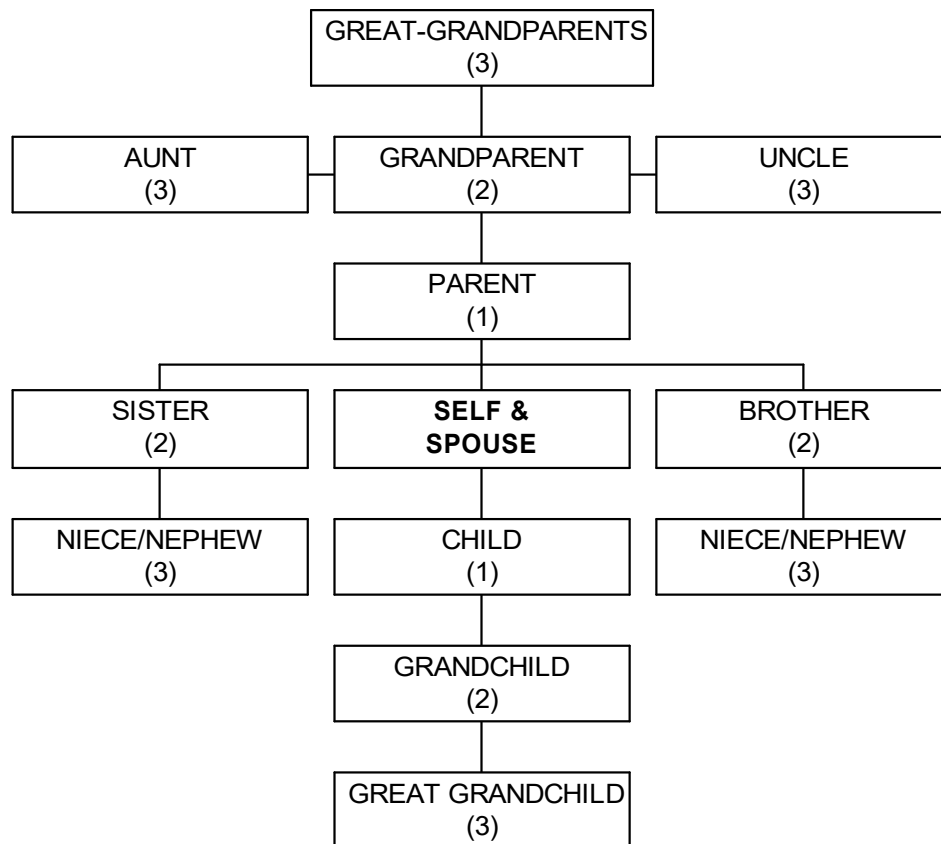 GREAT-GRANDPARENTS
(3)
AUNT
(3)
GRANDPARENT
(2)
UNCLE
(3)
PARENT
(1)
SISTER
(2)
SELF &
SPOUSE
BROTHER
(2)
NIECE/NEPHEW
(3)
CHILD
(1)
NIECE/NEPHEW
(3)
GRANDCHILD
(2)
GREAT GRANDCHILD
(3)